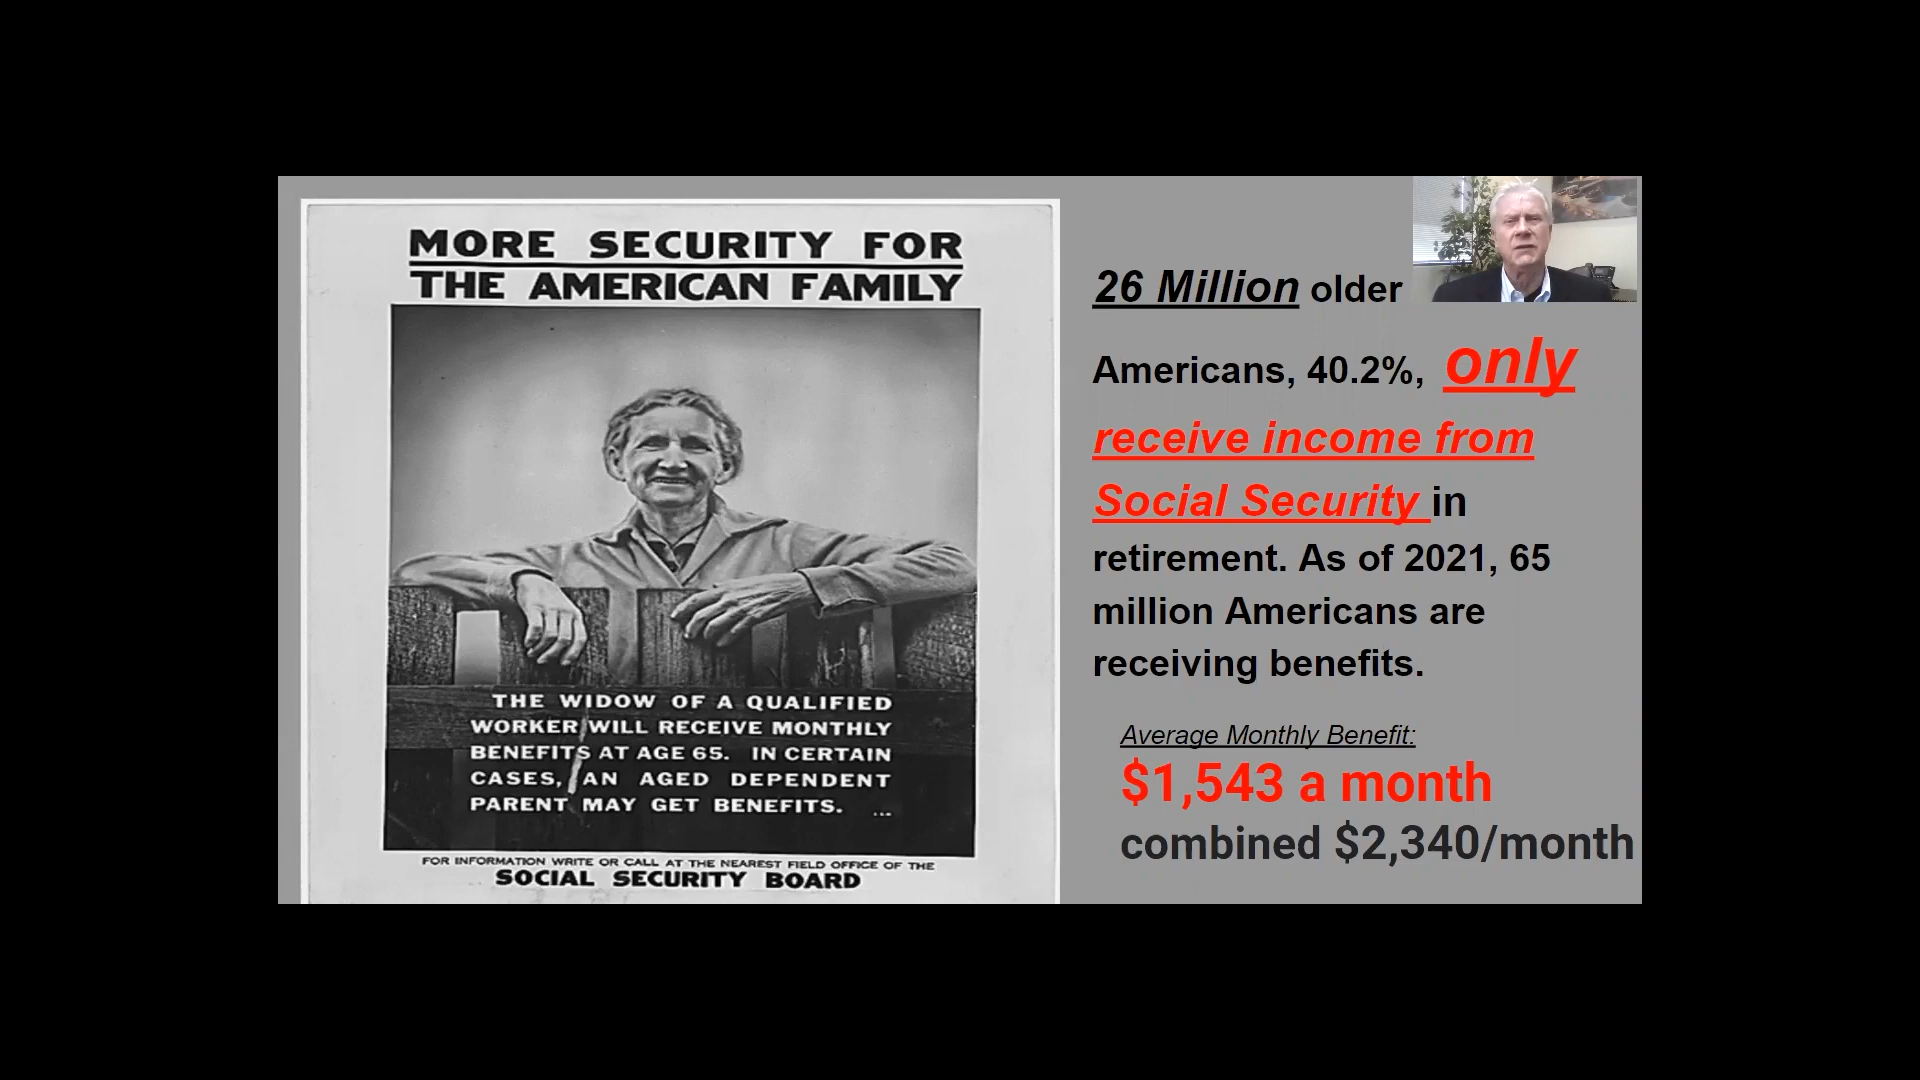 MORE SECURITY FOR
THE AMERICAN FAMILY
THE WIDOW OF A QUALIFIED
WORKER WILL RECEIVE MONTHLY
BENEFITS AT AGE 65. IN CERTAIN
CASES, AN AGED DEPENDENT
PARENT MAY GET BENEFITS. ...
FOR INFORMATION WRITE OR CALL AT THE NEAREST FIELD OFFICE OF THE
SOCIAL SECURITY BOARD
26 Million older
Americans, 40.2%, only
receive income from
Social Security in
retirement. As of 2021, 65
million Americans are
receiving benefits.
Average Monthly Benefit:
$1,543 a month
combined $2,340/month